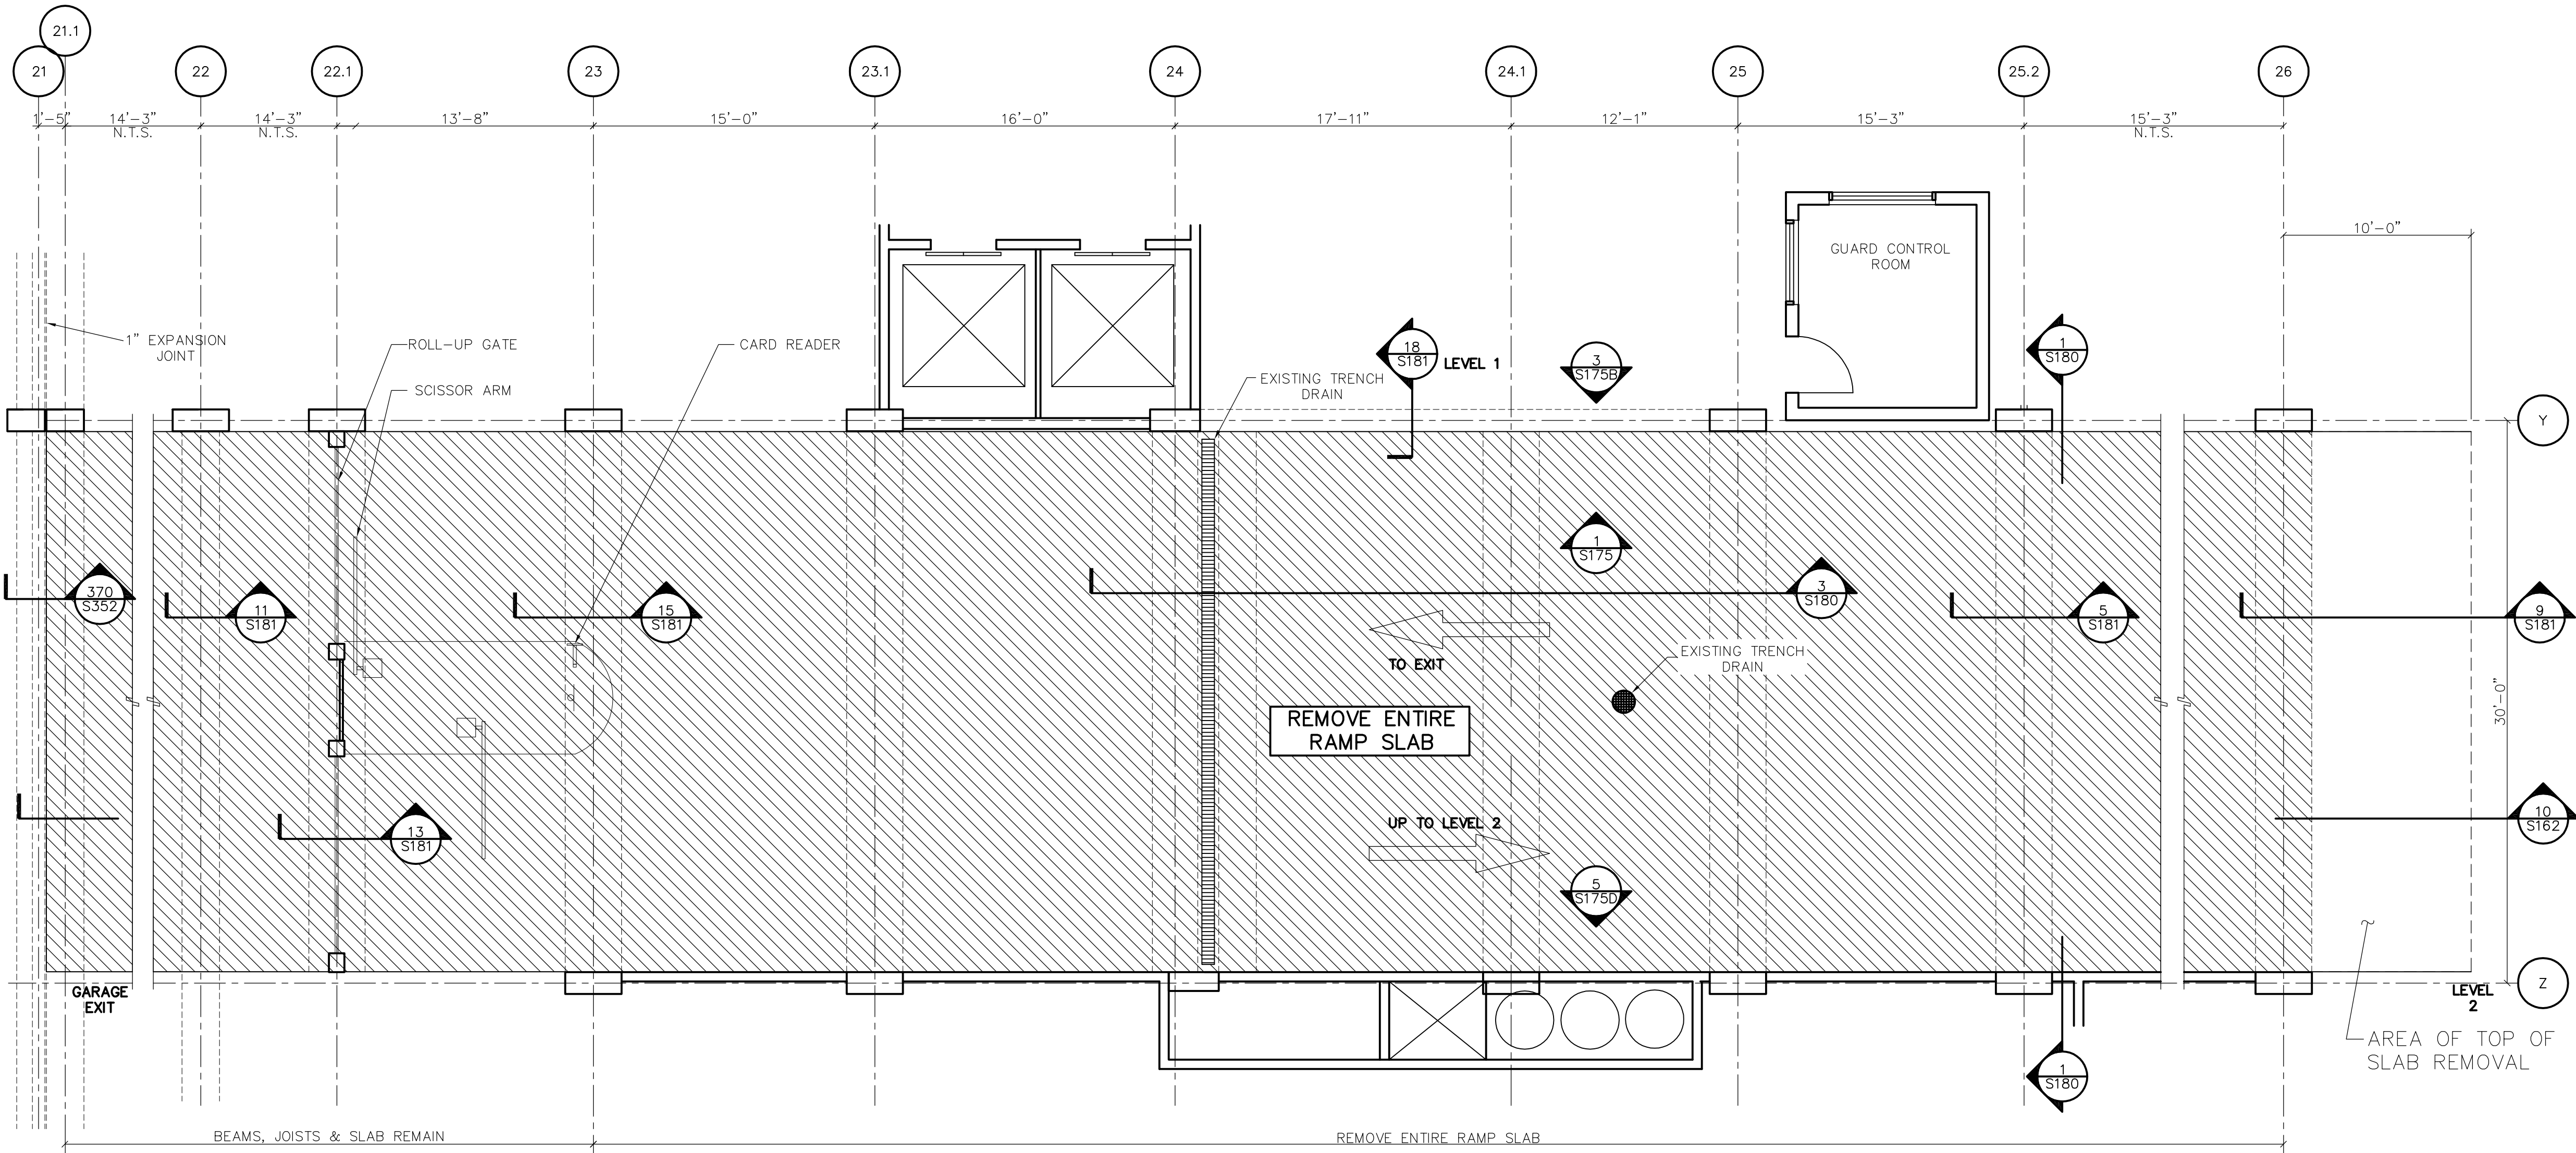 21.1
21
22
22.1
23
23.1
24
24.1
25
25.2
26
1'-5"
14'-3"
N.T.S.
14'-3"
N.T.S.
13'-8"
15'-0"
16'-0"
17'-11"
12'-1"
15'-3"
15'-3"
N.T.S.
10'-0"
GUARD CONTROL
ROOM
1" EXPANSION
JOINT
ROLL-UP GATE
SCISSOR ARM
CARD READER
EXISTING TRENCH
DRAIN
18
S181
LEVEL 1
3
S175B
1
S180
Y
370
S352
11
S181
15
S181
1
S175
3
S180
5
S181
9
S181
TO EXIT
EXISTING TRENCH
DRAIN
REMOVE ENTIRE
RAMP SLAB
30'-0"
13
S181
UP TO LEVEL 2
10
S162
5
S175D
GARAGE
EXIT
Z
LEVEL
2
AREA OF TOP OF
SLAB REMOVAL
1
S180
BEAMS, JOISTS & SLAB REMAIN
REMOVE ENTIRE RAMP SLAB